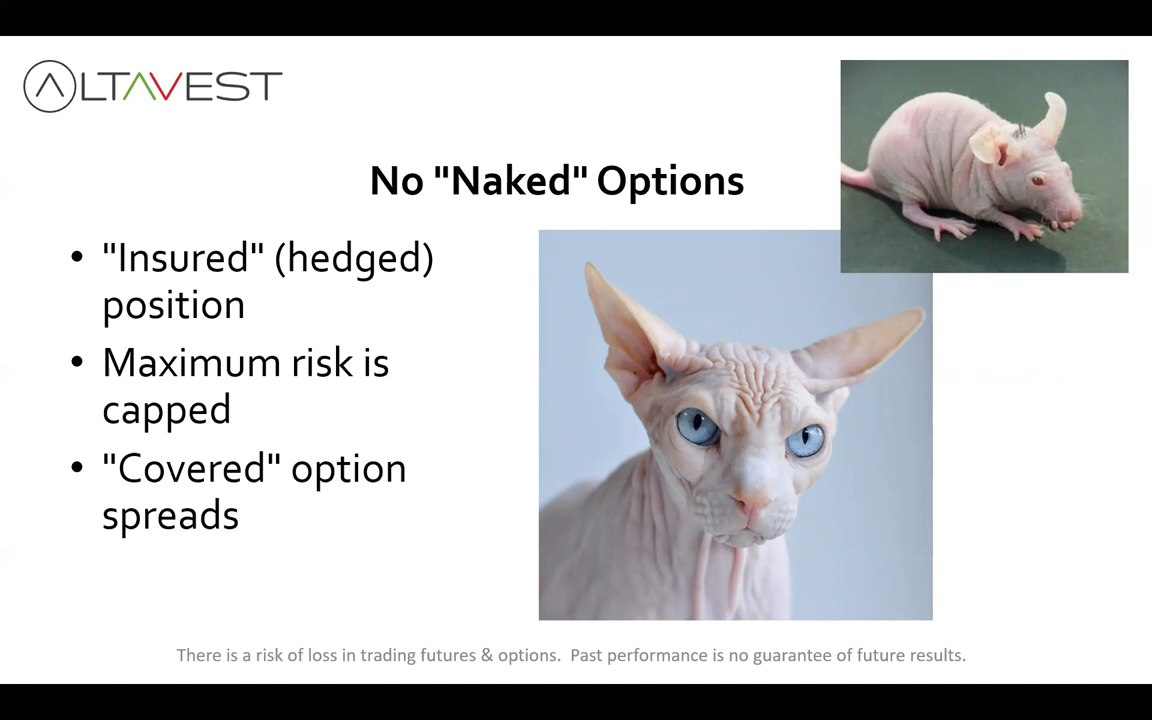 ALTAVEST
No "Naked" Options
• "Insured" (hedged)
position
• Maximum risk is
capped
• "Covered" option
spreads
There is a risk of loss in trading futures & options.  Past performance is no guarantee of future results.